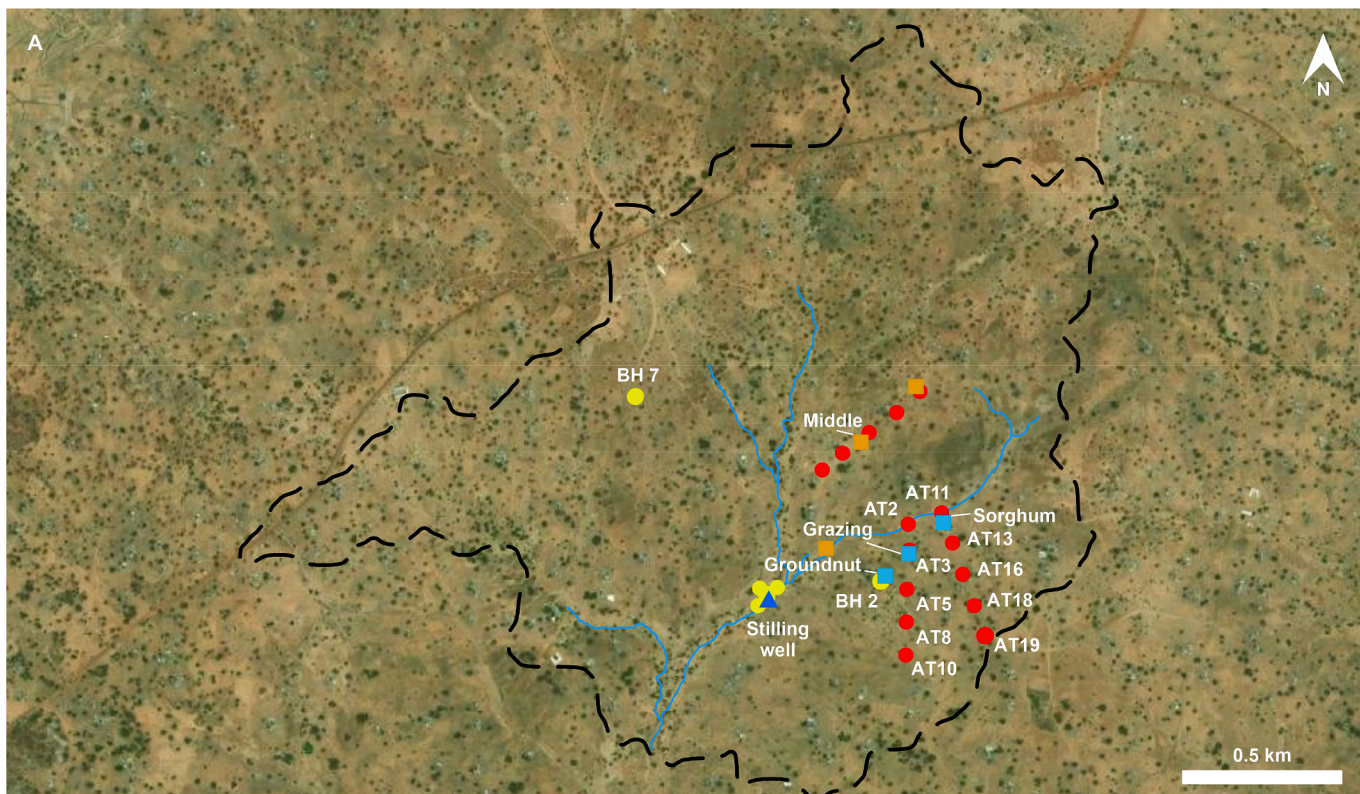 A
N
BH 7
Middle
AT11
AT2
Sorghum
Grazing
AT13
Groundnut
AT3
AT16
BH 2
AT5
AT18
Stilling
well
AT8
AT19
AT10
0.5 km